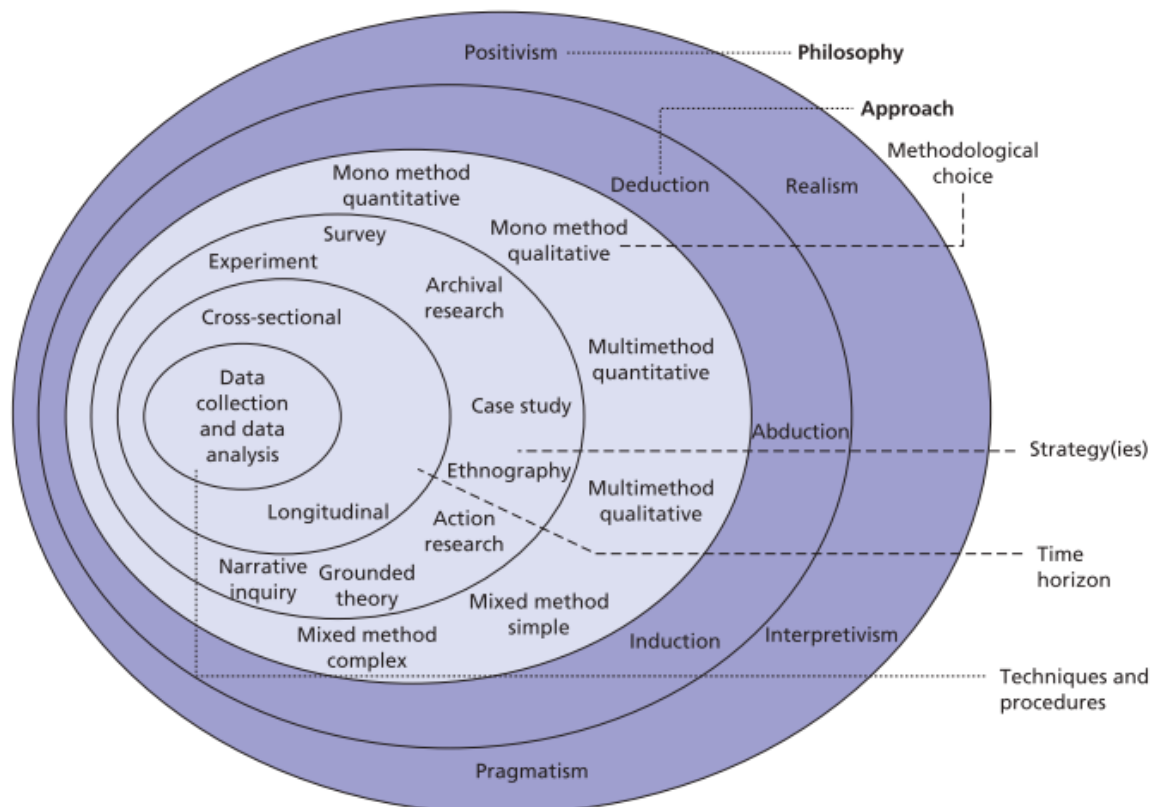 Positivism
Philosophy
Approach
Methodological
choice
Mono method
quantitative
Deduction
Realism
Survey
Mono method
qualitative
Experiment
Archival
research
Cross-sectional
Multimethod
quantitative
Data
collection
and data
analysis
Case study
Abduction
Strategy(ies)
Ethnography
Multimethod
qualitative
Longitudinal
Action
research
Time
horizon
Narrative
inquiry
Grounded
theory
Mixed method
simple
Mixed method
complex
Induction
Interpretivism
Techniques and
procedures
Pragmatism